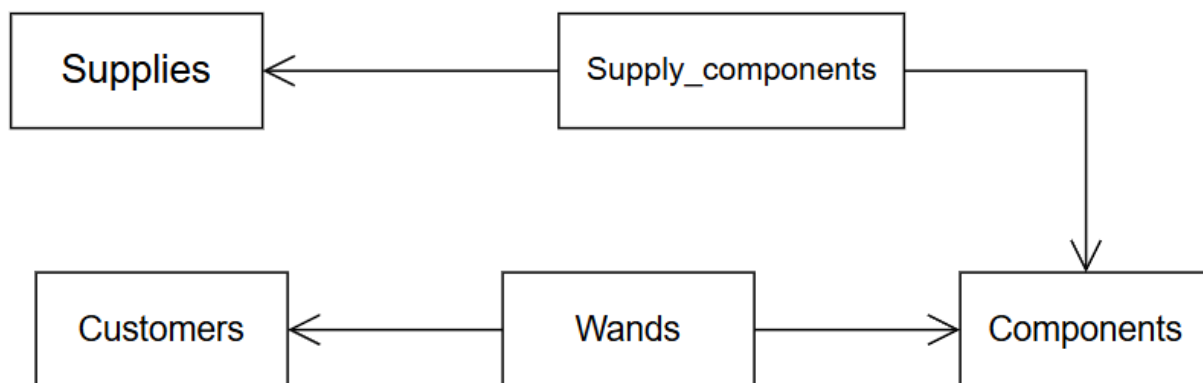 Supplies
Supply_components
Customers
Wands
Components